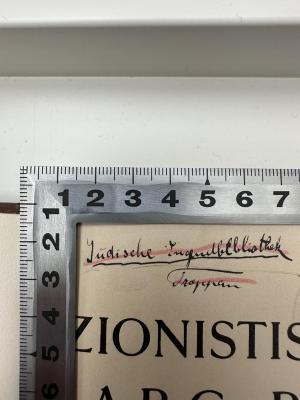 1 2 3 4 5 6 7
1 2 3 4 5 6
Jüdische Jugendbibliothek
Troppau
ZIONISTIS
A B C B